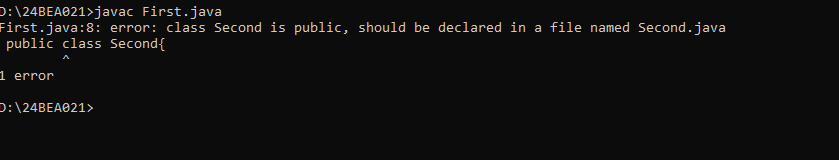 D:\24BEA021>javac First.java
First.java:8: error: class Second is public, should be declared in a file named Second.java
 public class Second{
        ^
1 error
D:\24BEA021>